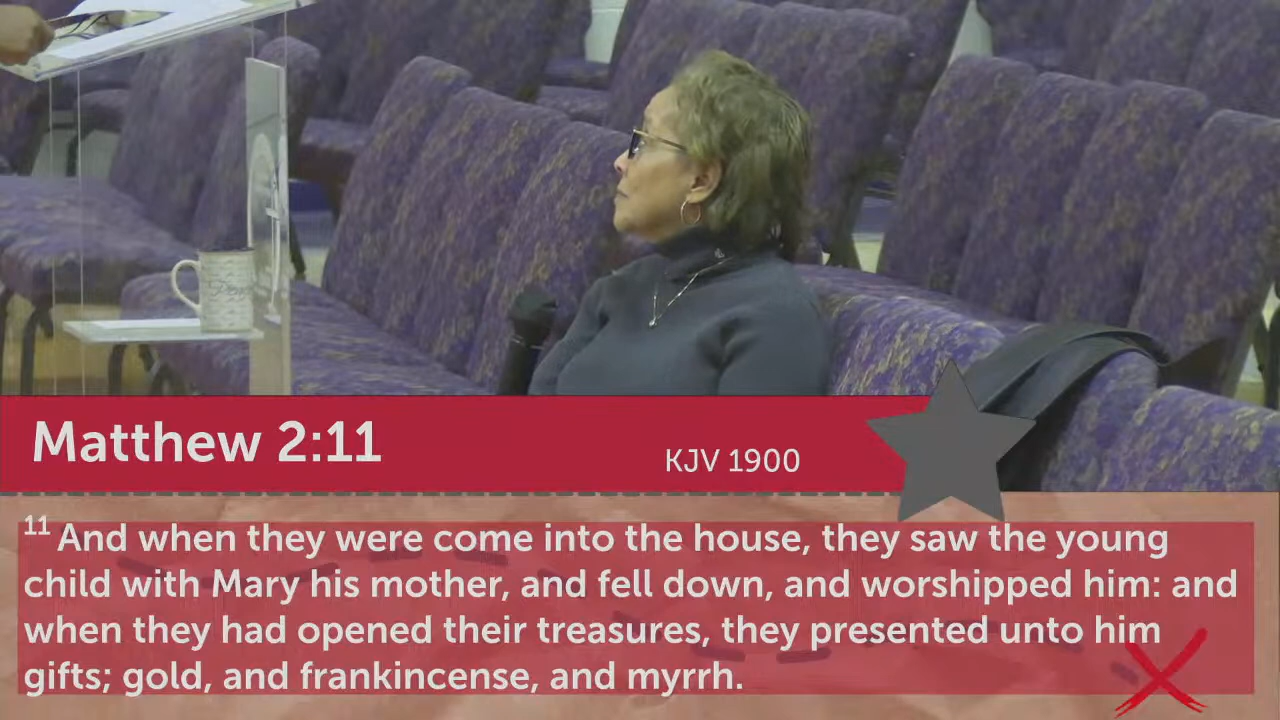 Matthew 2:11
KJV 1900
11 And when they were come into the house, they saw the young
child with Mary his mother, and fell down, and worshipped him: and
when they had opened their treasures, they presented unto him
gifts; gold, and frankincense, and myrrh.